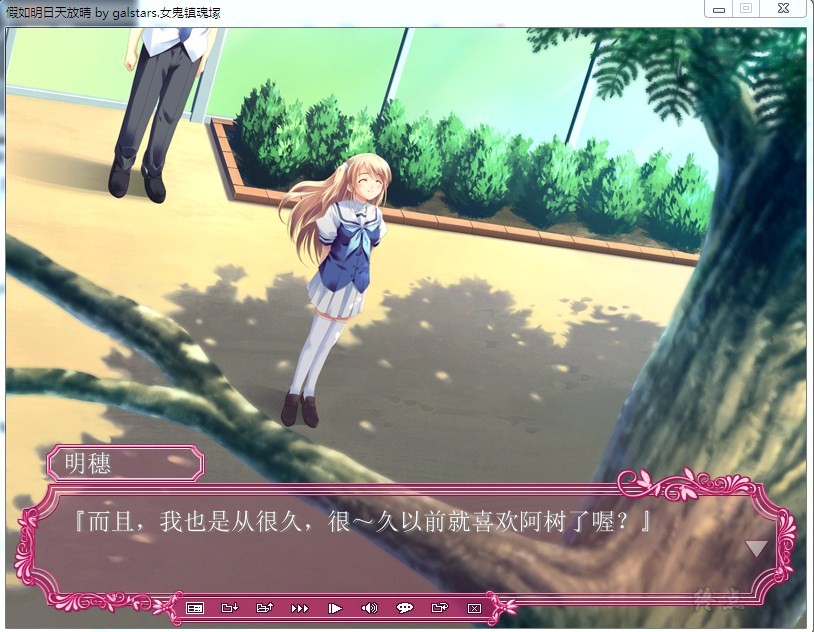 假如明日天放晴 by galstars.女鬼镇魂塚
明穗
『而且，我也是从很久，很～久以前就喜欢阿树了喔？』